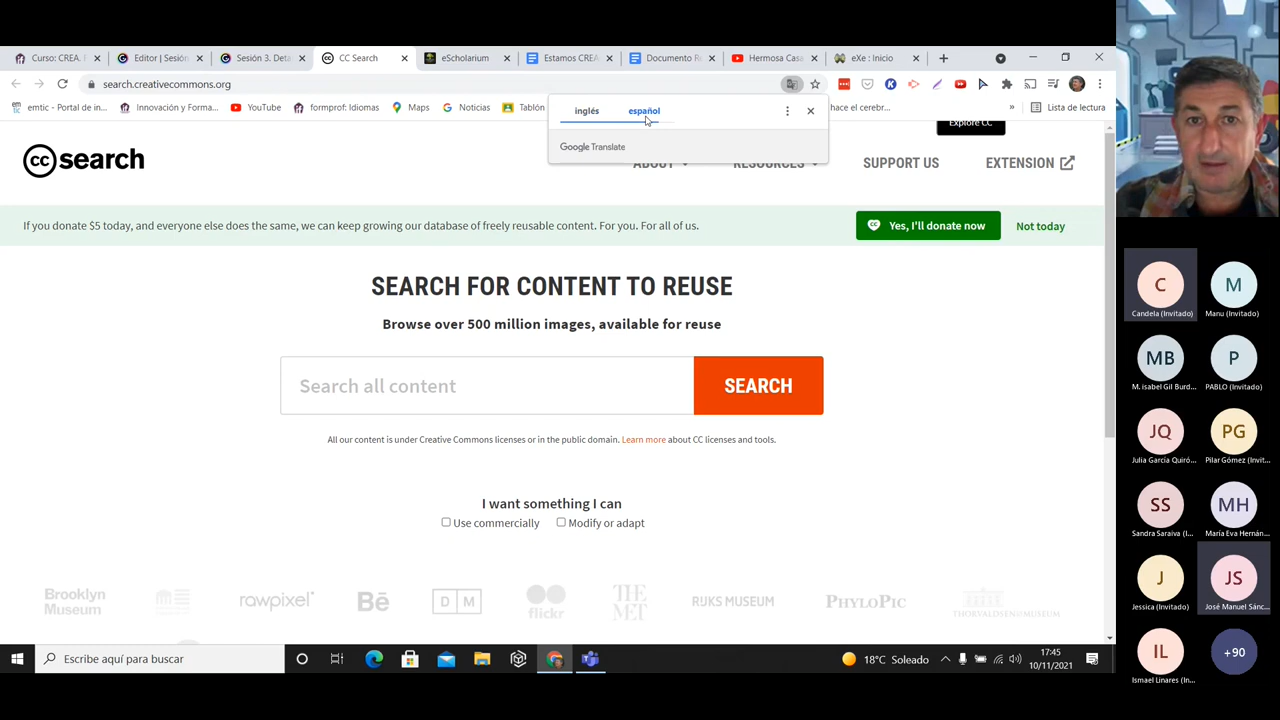 Curso: CREA. F
Editor | Sesión
Sesión 3. Deta
CC Search
eScholarium
Estamos CREA
Documento R
Hermosa Casa
eXe : Inicio
search.creativecommons.org
emtic - Portal de in...
Innovación y Forma...
YouTube
formprof: Idiomas
Maps
Noticias
Tablón
hace el cerebr...
»
Lista de lectura
inglés
español
Google Translate
Explore CC
cc search
ABOUT
RESOURCES
SUPPORT US
EXTENSION
If you donate $5 today, and everyone else does the same, we can keep growing our database of freely reusable content. For you. For all of us.
Yes, I'll donate now
Not today
SEARCH FOR CONTENT TO REUSE
Browse over 500 million images, available for reuse
Search all content
SEARCH
All our content is under Creative Commons licenses or in the public domain. Learn more about CC licenses and tools.
I want something I can
Use commercially
Modify or adapt
Brooklyn
Museum
rawpixel*
Bē
D M
flickr
THE
MET
RIJKS MUSEUM
PHYLOPIC
THORVALDSENS MUSEUM
Escribe aquí para buscar
18°C Soleado
17:45
10/11/2021
C
Candela (Invitado)
M
Manu (Invitado)
MB
M. isabel Gil Burd...
P
PABLO (Invitado)
JQ
Julia García Quiró...
PG
Pilar Gómez (Invit...
SS
Sandra Saraiva (I...
MH
María Eva Hernán...
J
Jessica (Invitado)
JS
José Manuel Sánc...
IL
Ismael Linares (In...
+90